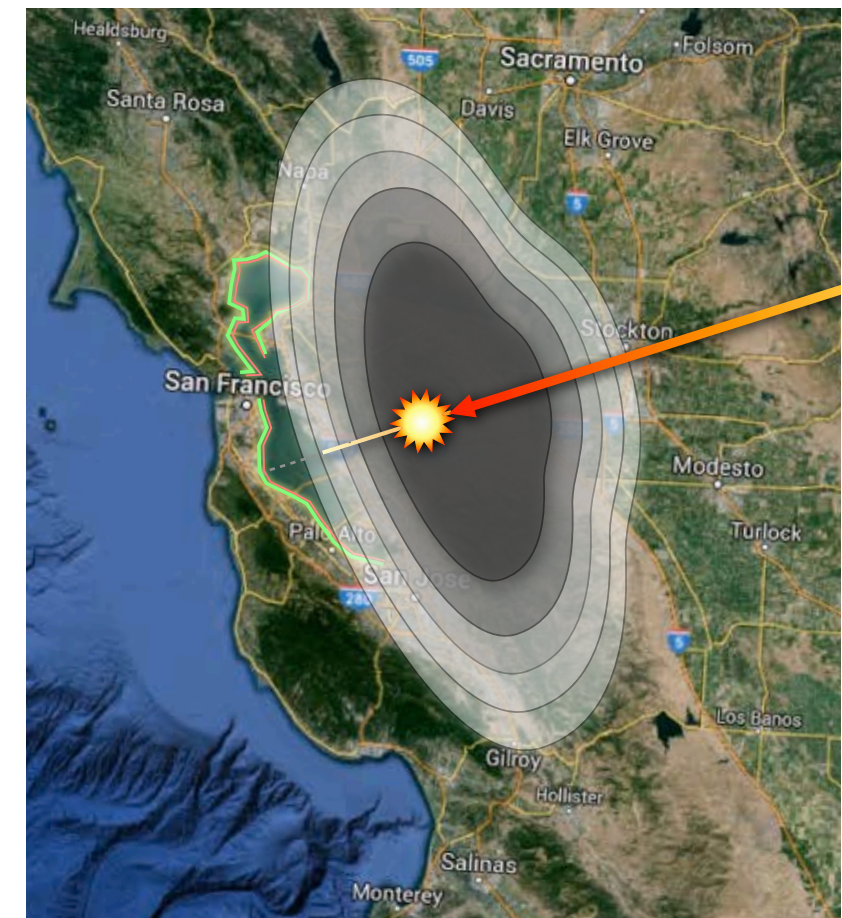 Healdsburg
Folsom
505
Sacramento
Santa Rosa
Davis
Elk Grove
Napa
5
Stockton
San Francisco
5
Modesto
Palo Alto
Turlock
San Jose
280
5
Los Banos
Gilroy
Hollister
Salinas
Monterey